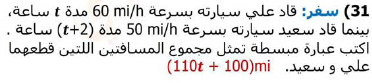 31) سفر: قاد علي سيارته بسرعة 60 mi/h مدة t ساعة،
بينما قاد سعيد سيارته بسرعة 50 mi/h مدة (t+2) ساعة .
اكتب عبارة مبسطة تمثل مجموع المسافتين اللتين قطعهما
علي و سعيد. (110t + 100)mi